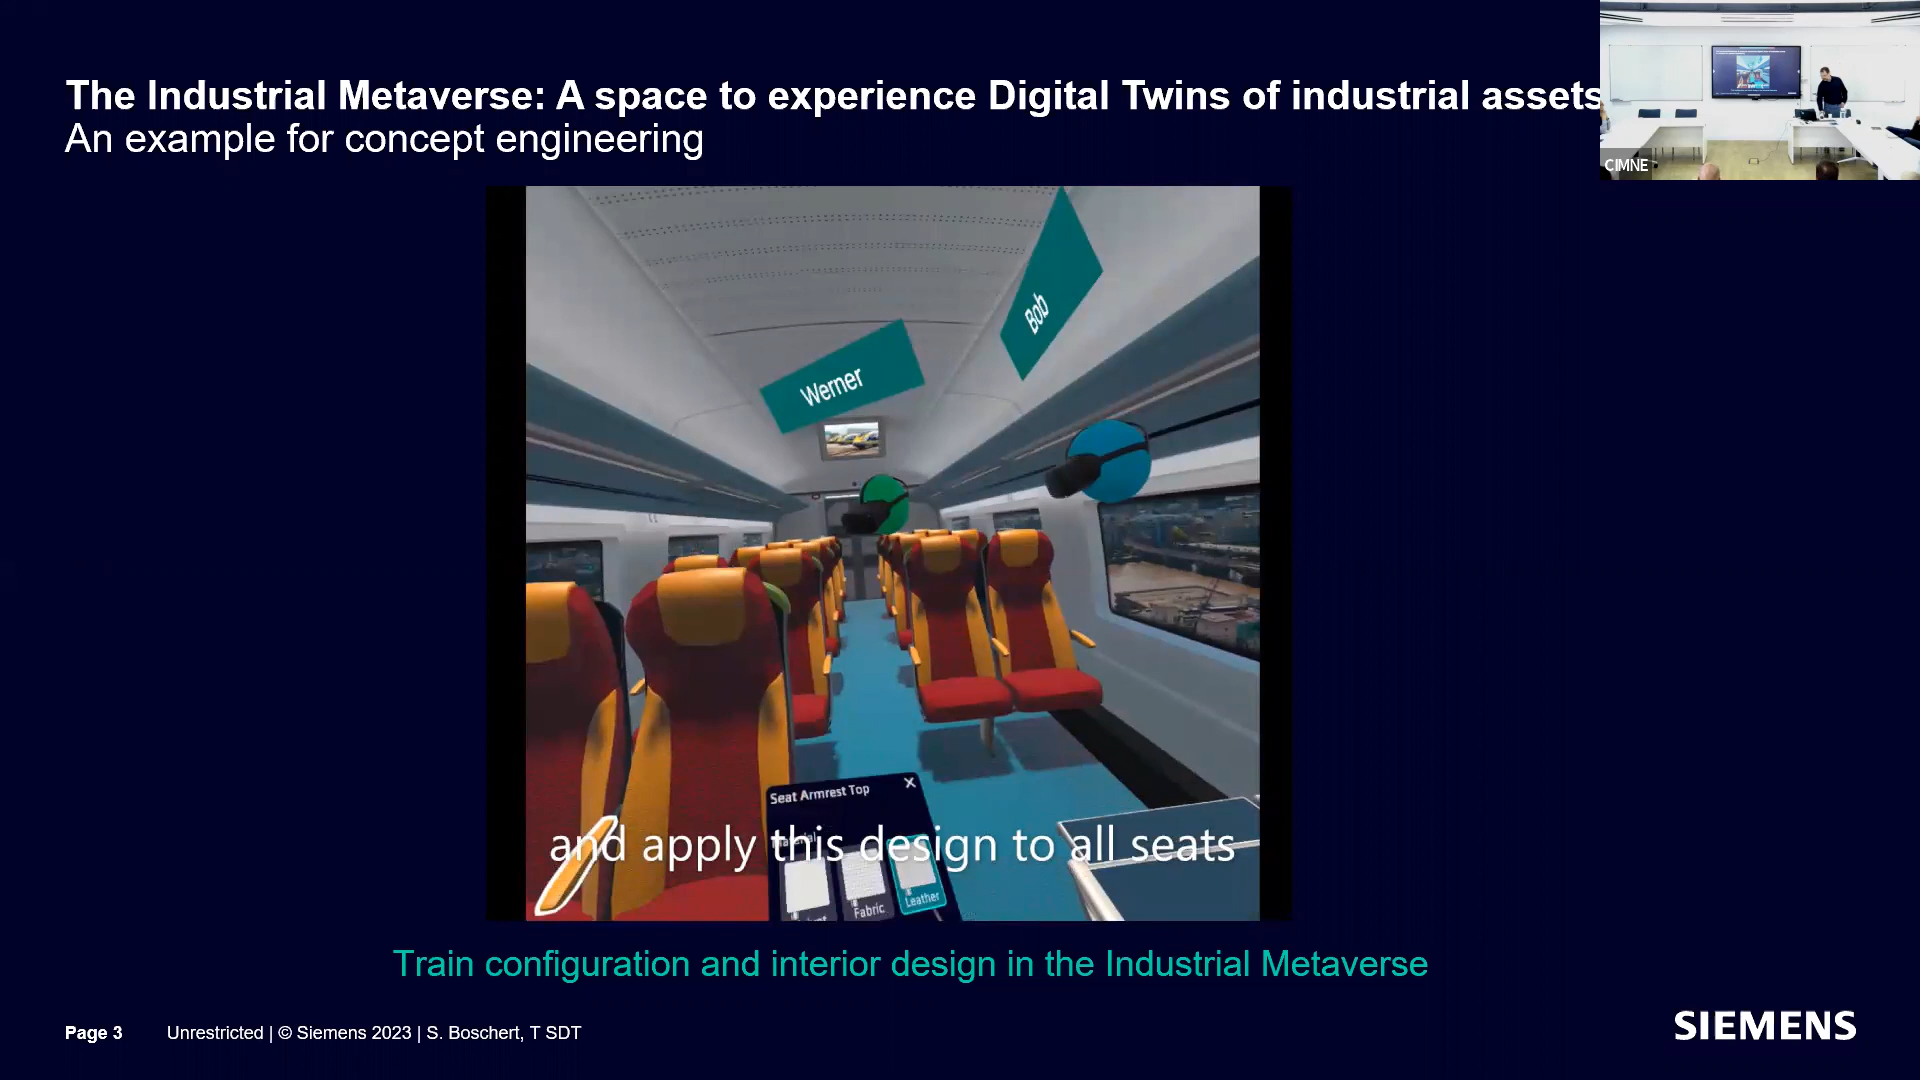 The Industrial Metaverse: A space to experience Digital Twins of industrial assets
An example for concept engineering
CIMNE
Bob
Werner
Seat Armrest Top
X
and apply this design to all seats
Fabric
Leather
Train configuration and interior design in the Industrial Metaverse
Page 3
Unrestricted | © Siemens 2023 | S. Boschert, T SDT
SIEMENS